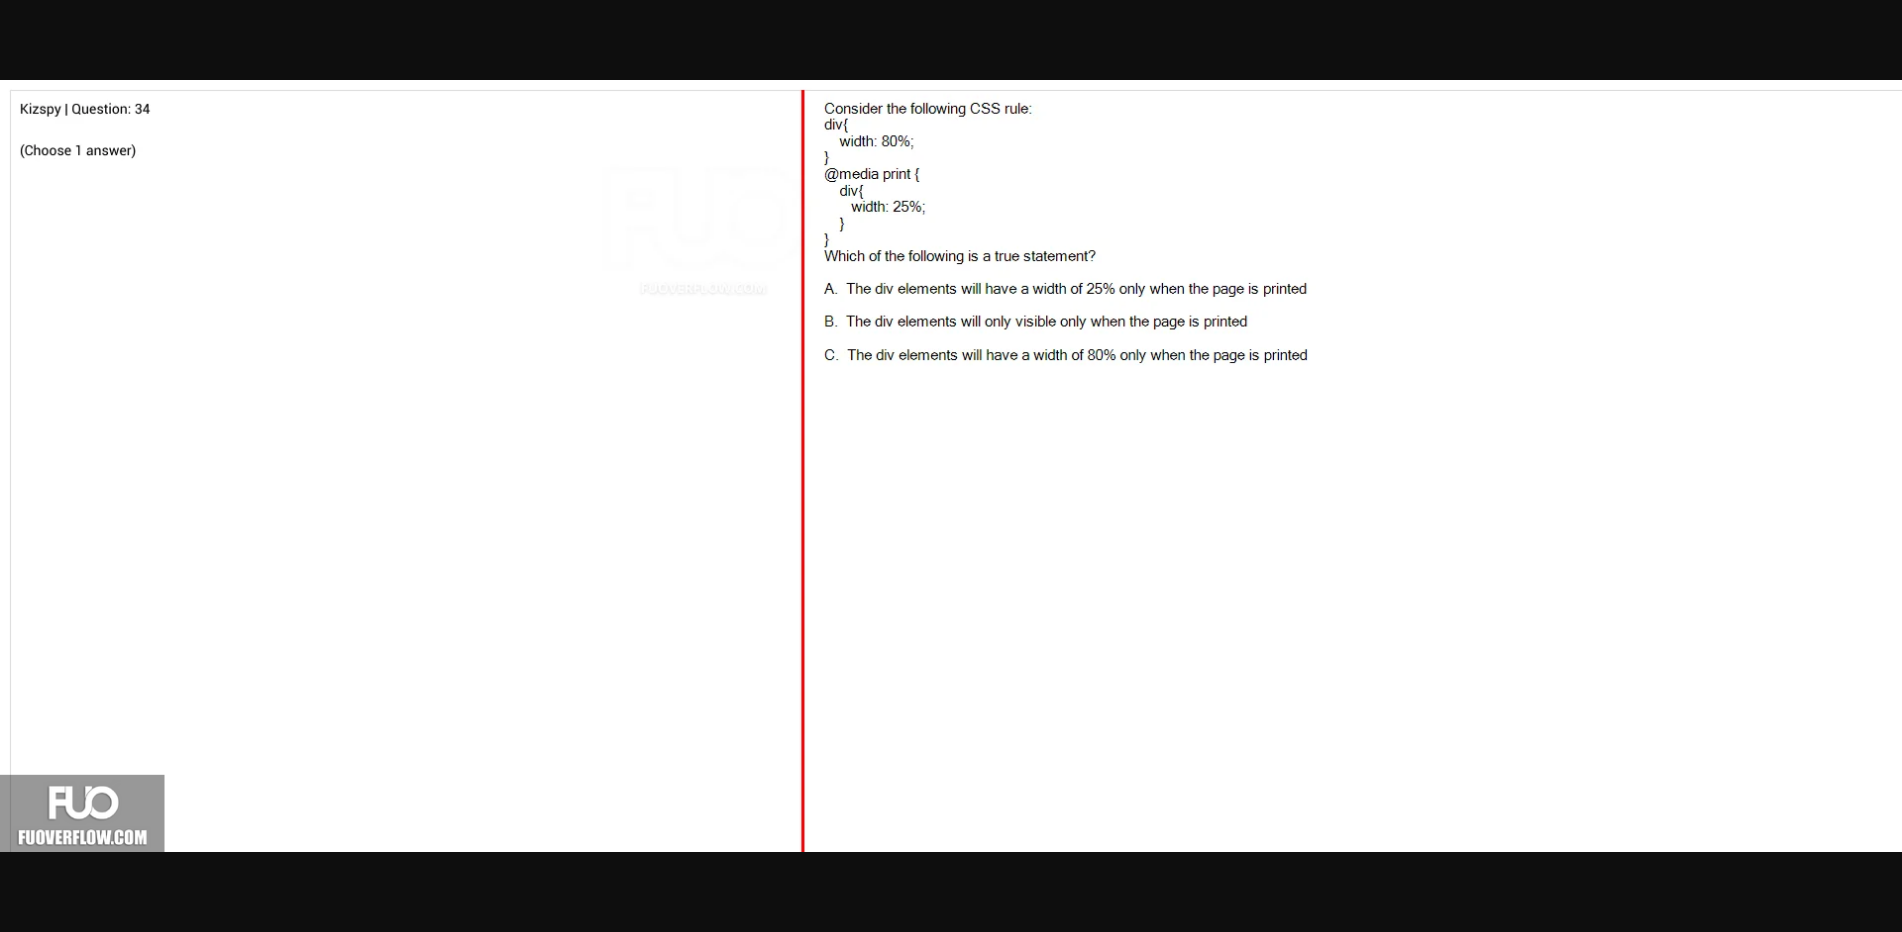 Kizspy | Question: 34
(Choose 1 answer)
FUO
FUOVERFLOW.COM
Consider the following CSS rule:
div{
width: 80%;
}
@media print {
div{
width: 25%;
}
}
Which of the following is a true statement?
A. The div elements will have a width of 25% only when the page is printed
B. The div elements will only visible only when the page is printed
C. The div elements will have a width of 80% only when the page is printed
FUO
FUOVERFLOW.COM